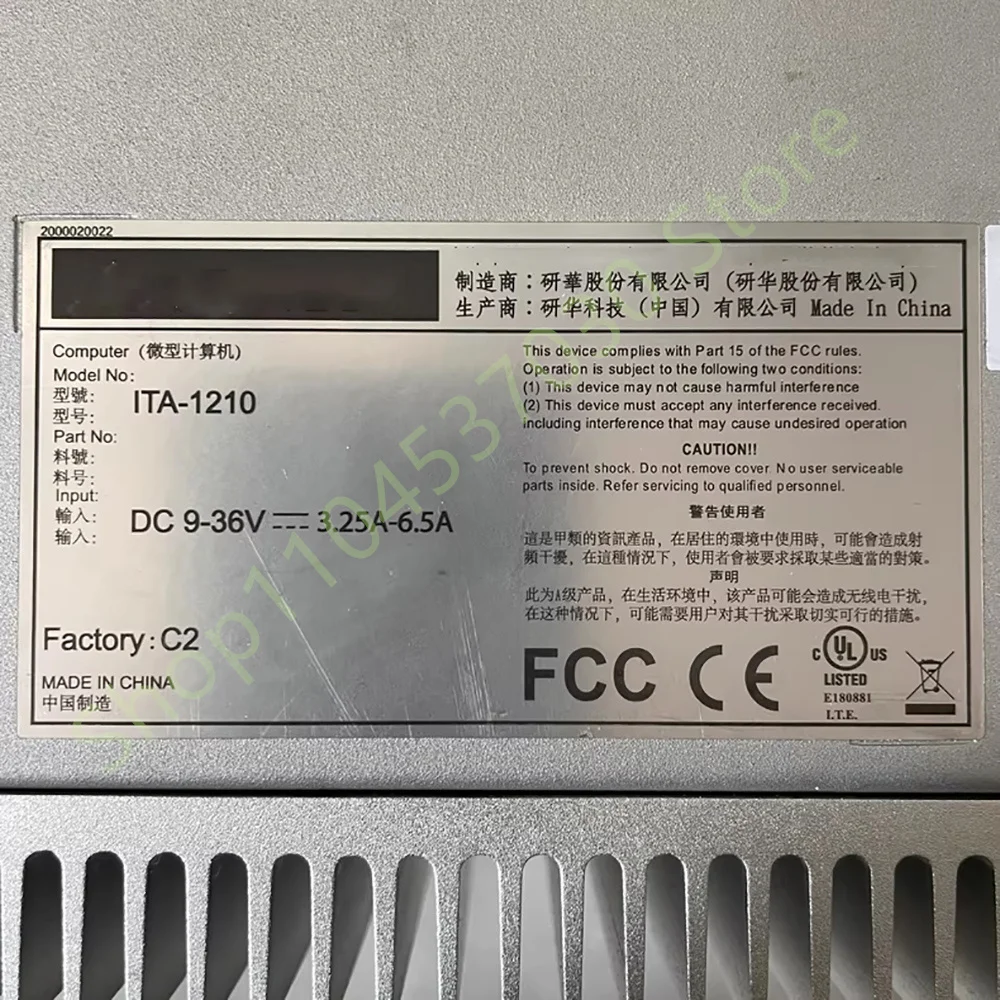 2000020022
制造商：研華股份有限公司（研华股份有限公司）
生产商：研华科技（中国）有限公司 Made In China
Computer (微型计算机)
Model No:
型號:
型号:
ITA-1210
Part No:
料號:
料号:
Input:
輸入:
输入:
DC 9-36V ⎓ 3.25A-6.5A
Factory: C2
MADE IN CHINA
中国制造
This device complies with Part 15 of the FCC rules.
Operation is subject to the following two conditions:
(1) This device may not cause harmful interference
(2) This device must accept any interference received.
including interference that may cause undesired operation
CAUTION!!
To prevent shock. Do not remove cover. No user serviceable
parts inside. Refer servicing to qualified personnel.
警告使用者
這是甲類的資訊產品，在居住的環境中使用時，可能會造成射
頻干擾，在這種情況下，使用者會被要求採取某些適當的對策。
声明
此为A级产品，在生活环境中，该产品可能会造成无线电干扰，
在这种情况下，可能需要用户对其干扰采取切实可行的措施。
FCC CE
C UL US
LISTED
E180881
I.T.E.
Shop1104537050 Store